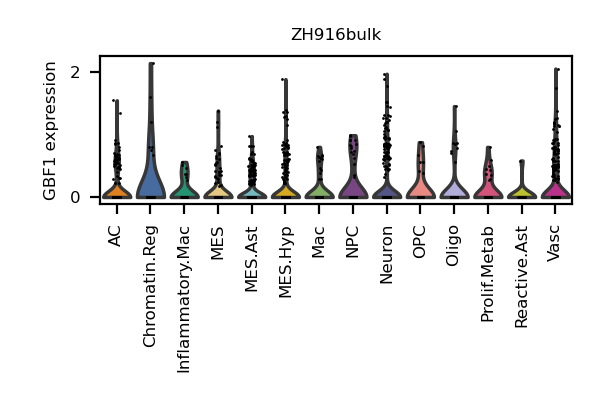 ZH916bulk
GBF1 expression
2
0
AC
Chromatin.Reg
Inflammatory.Mac
MES
MES.Ast
MES.Hyp
Mac
NPC
Neuron
OPC
Oligo
Prolif.Metab
Reactive.Ast
Vasc